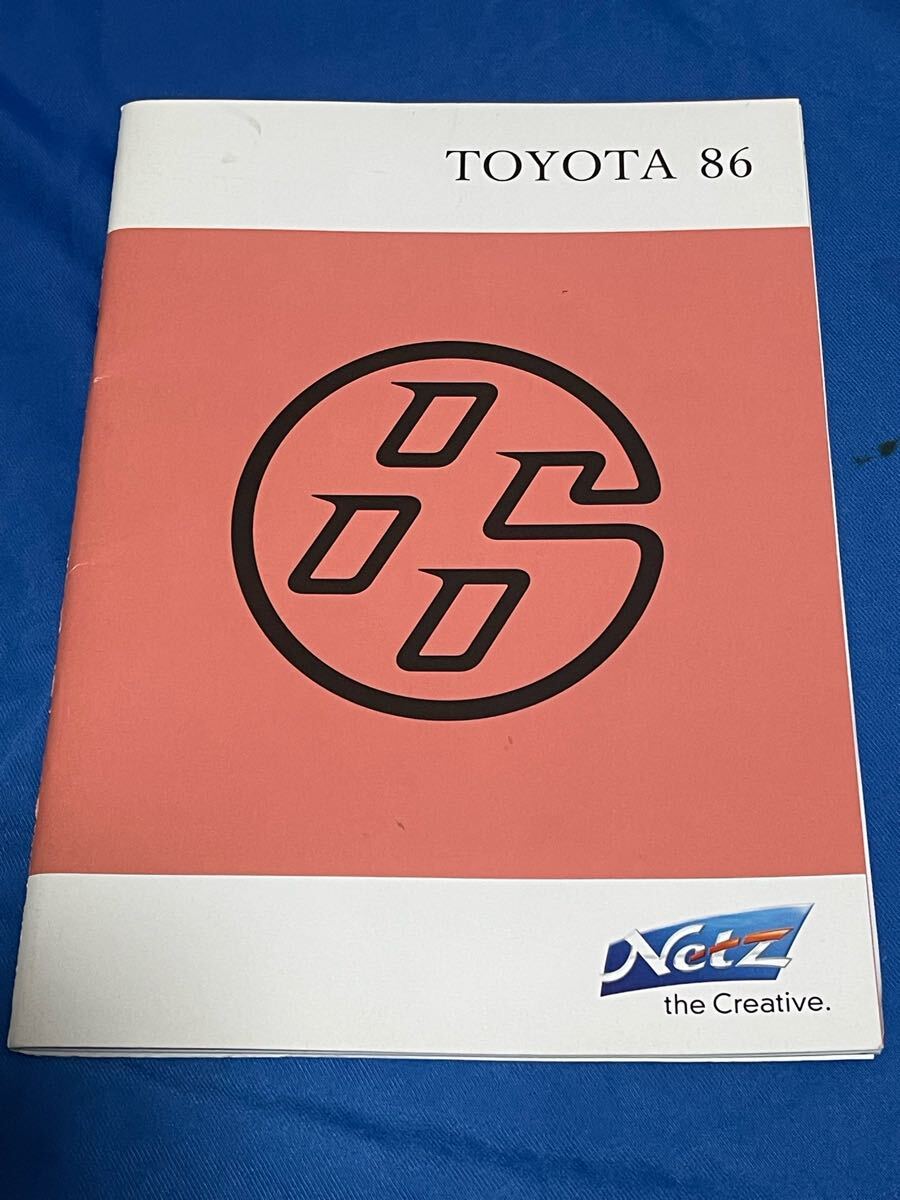 TOYOTA 86
Netz
the Creative.